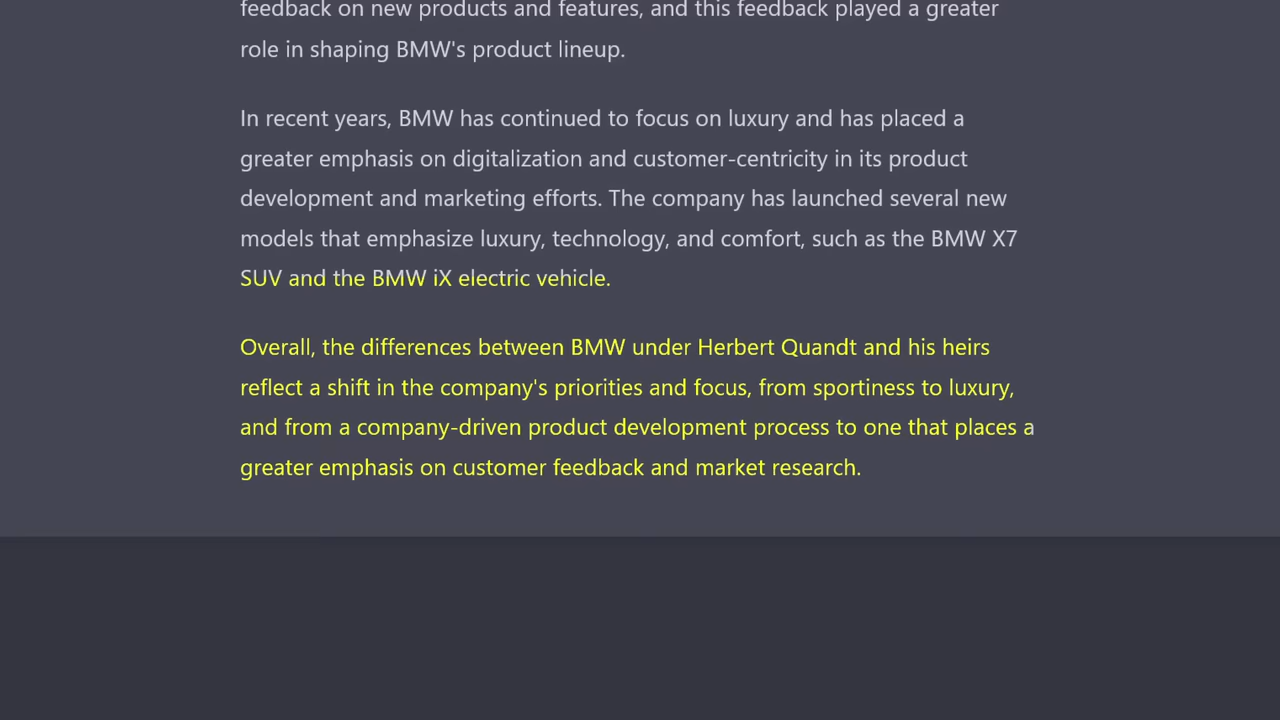 feedback on new products and features, and this feedback played a greater
role in shaping BMW's product lineup.
In recent years, BMW has continued to focus on luxury and has placed a
greater emphasis on digitalization and customer-centricity in its product
development and marketing efforts. The company has launched several new
models that emphasize luxury, technology, and comfort, such as the BMW X7
SUV and the BMW iX electric vehicle.
Overall, the differences between BMW under Herbert Quandt and his heirs
reflect a shift in the company's priorities and focus, from sportiness to luxury,
and from a company-driven product development process to one that places a
greater emphasis on customer feedback and market research.